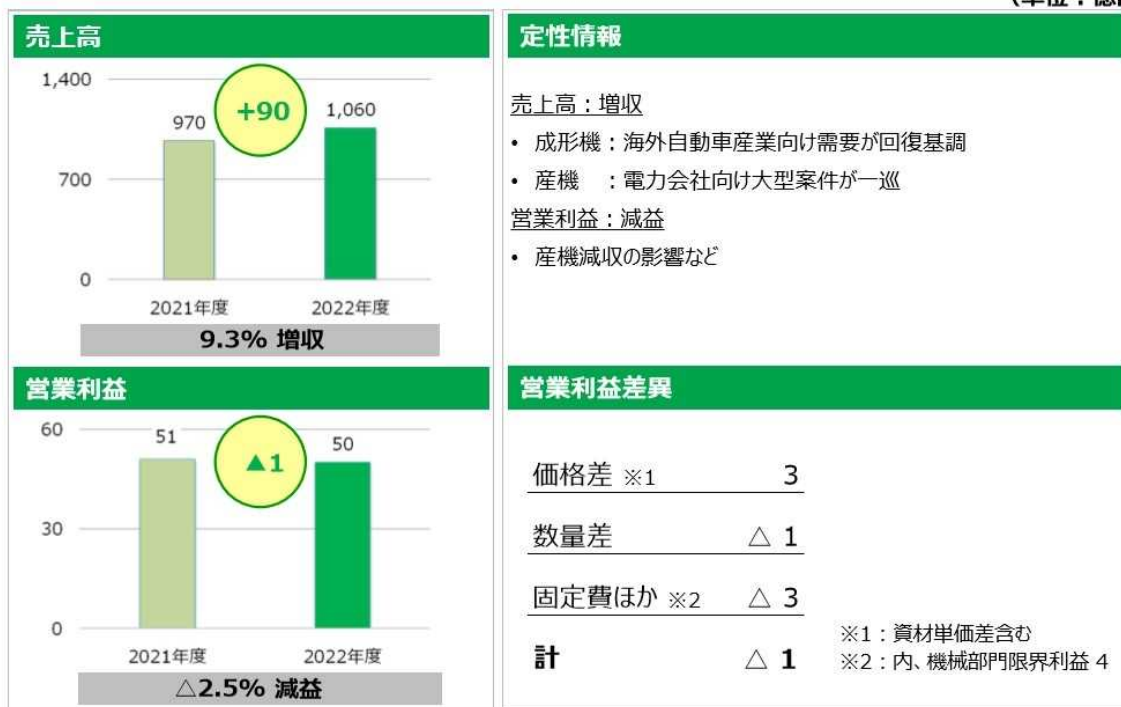 売上高
1,400
700
0
970
+90
1,060
2021年度
2022年度
9.3% 増収
定性情報
売上高：増収
• 成形機：海外自動車産業向け需要が回復基調
• 産機　：電力会社向け大型案件が一巡
営業利益：減益
• 産機減収の影響など
営業利益
60
30
0
51
▲1
50
2021年度
2022年度
△2.5% 減益
営業利益差異
価格差 ※1 3
数量差 △ 1
固定費ほか ※2 △ 3
計 △ 1
※1：資材単価差含む
※2：内、機械部門限界利益 4